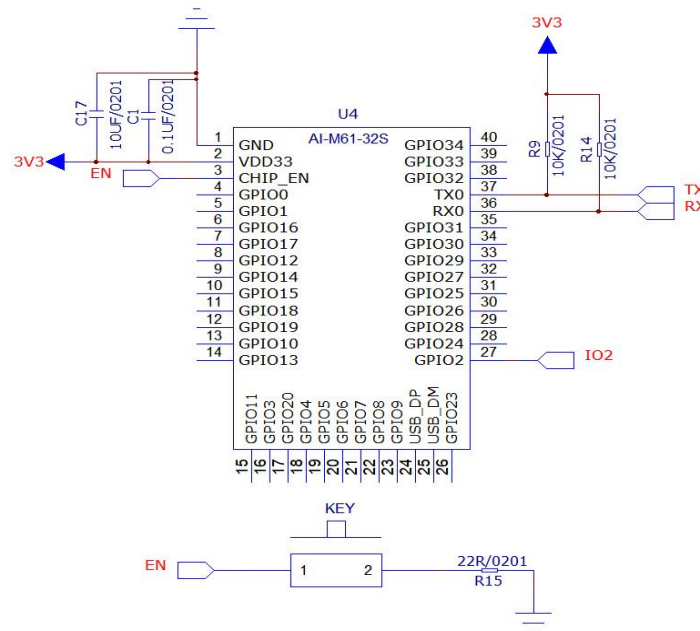 3V3
U4
AI-M61-32S
C17
10UF/0201
C1
0.1UF/0201
R9
10K/0201
R14
10K/0201
3V3
EN
1 GND
2 VDD33
3 CHIP_EN
4 GPIO0
5 GPIO1
6 GPIO16
7 GPIO17
8 GPIO12
9 GPIO14
10 GPIO15
11 GPIO18
12 GPIO19
13 GPIO10
14 GPIO13
GPIO34 40
GPIO33 39
GPIO32 38
TX0 37
RX0 36
GPIO31 35
GPIO30 34
GPIO29 33
GPIO27 32
GPIO25 31
GPIO26 30
GPIO28 29
GPIO24 28
GPIO2 27
TX
RX
IO2
GPIO11 15
GPIO3 16
GPIO20 17
GPIO4 18
GPIO5 19
GPIO6 20
GPIO7 21
GPIO8 22
GPIO9 23
USB_DP 24
USB_DM 25
GPIO23 26
KEY
EN
1 2
22R/0201
R15